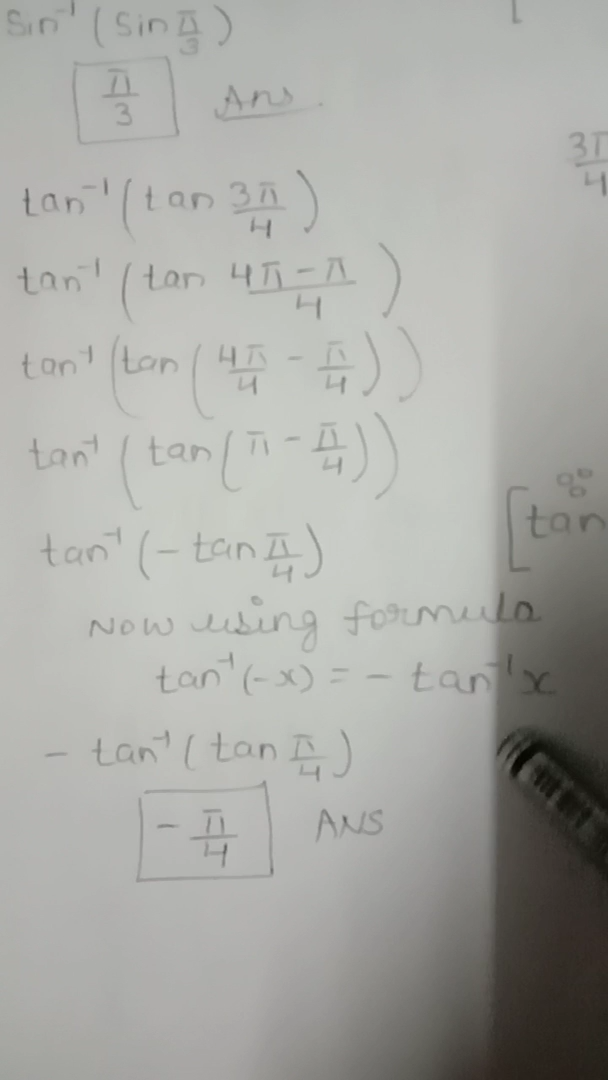 sin⁻¹ (sin π/3)
π/3 Ans.
tan⁻¹ (tan 3π/4)
3π/4
tan⁻¹ (tan 4π-π/4)
tan⁻¹ (tan (4π/4 - π/4))
tan⁻¹ (tan (π - π/4))
tan⁻¹ (- tan π/4)
[∵ tan
Now using formula
tan⁻¹(-x) = - tan⁻¹x
- tan⁻¹ (tan π/4)
- π/4 ANS